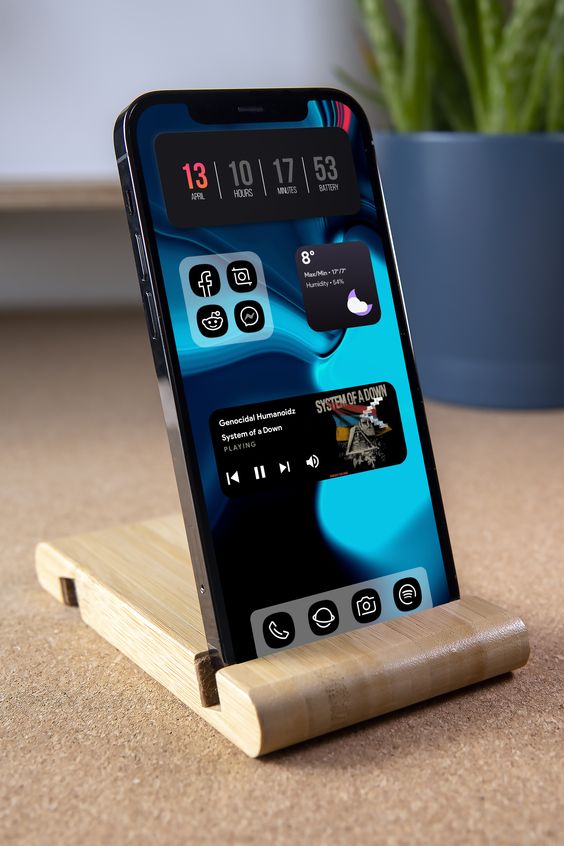 13 10 17 53
APRIL HOURS MINUTES BATTERY
8°
Max/Min • 17°/7°
Humidity • 54%
Genocidal Humanoidz
System of a Down
PLAYING
SYSTEM OF A DOWN